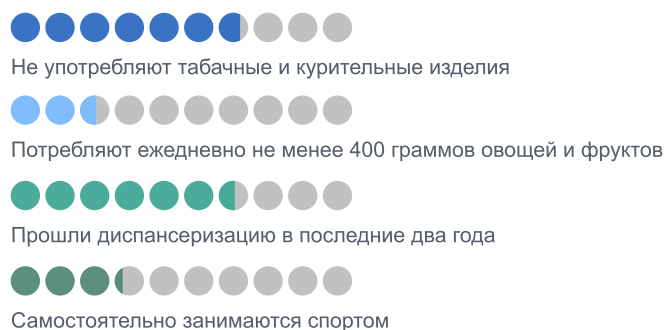 Не употребляют табачные и курительные изделия
Потребляют ежедневно не менее 400 граммов овощей и фруктов
Прошли диспансеризацию в последние два года
Самостоятельно занимаются спортом